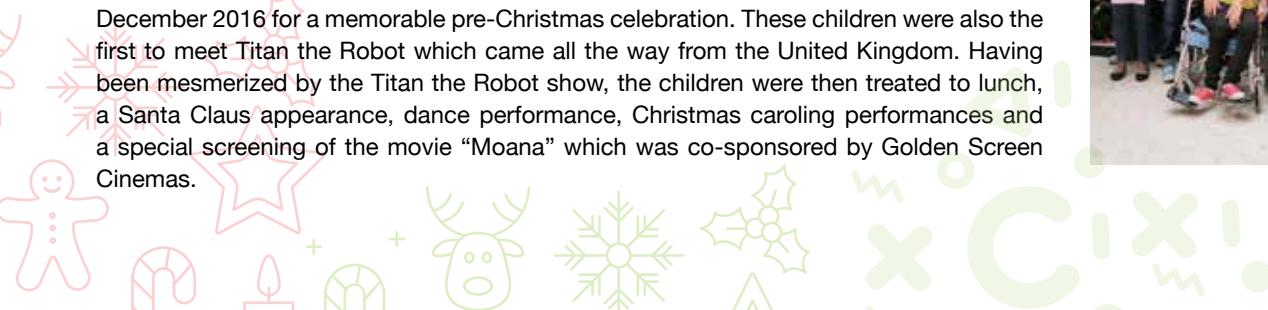 December 2016 for a memorable pre-Christmas celebration. These children were also the
first to meet Titan the Robot which came all the way from the United Kingdom. Having
been mesmerized by the Titan the Robot show, the children were then treated to lunch,
a Santa Claus appearance, dance performance, Christmas caroling performances and
a special screening of the movie “Moana” which was co-sponsored by Golden Screen
Cinemas.